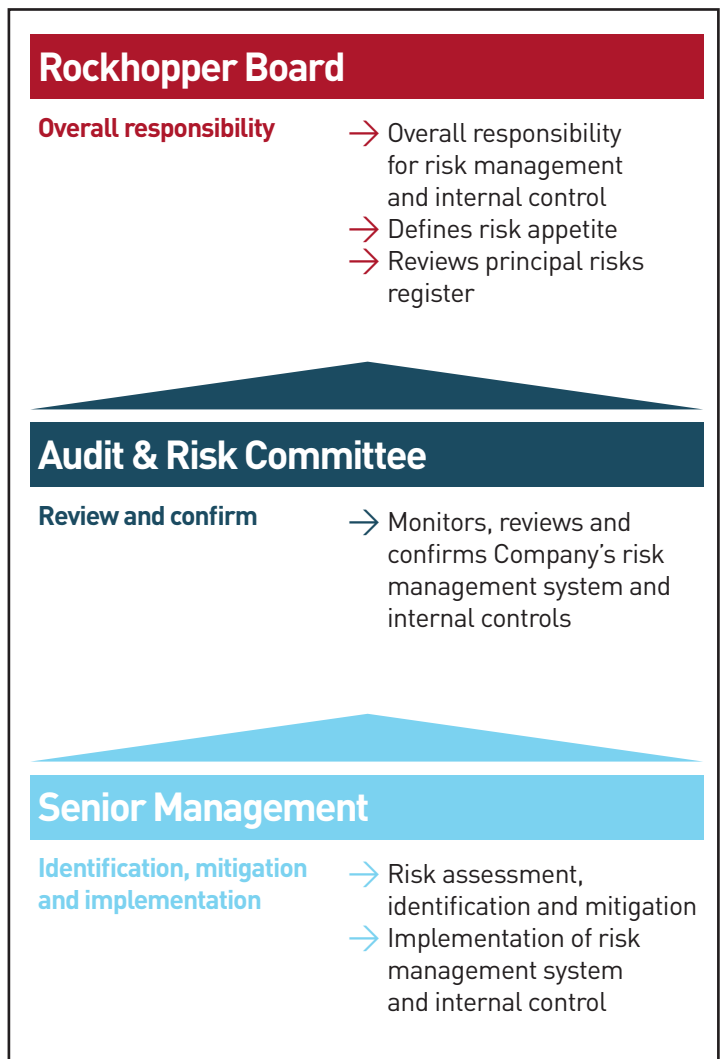 Rockhopper Board
Overall responsibility
→ Overall responsibility
for risk management
and internal control
→ Defines risk appetite
→ Reviews principal risks
register
Audit & Risk Committee
Review and confirm
→ Monitors, reviews and
confirms Company’s risk
management system and
internal controls
Senior Management
Identification, mitigation
and implementation
→ Risk assessment,
identification and mitigation
→ Implementation of risk
management system
and internal control